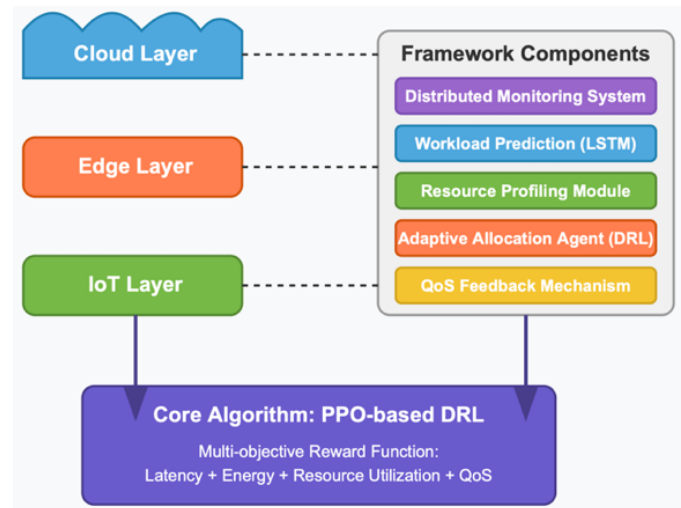 Cloud Layer
Edge Layer
IoT Layer
Framework Components
Distributed Monitoring System
Workload Prediction (LSTM)
Resource Profiling Module
Adaptive Allocation Agent (DRL)
QoS Feedback Mechanism
Core Algorithm: PPO-based DRL
Multi-objective Reward Function:
Latency + Energy + Resource Utilization + QoS